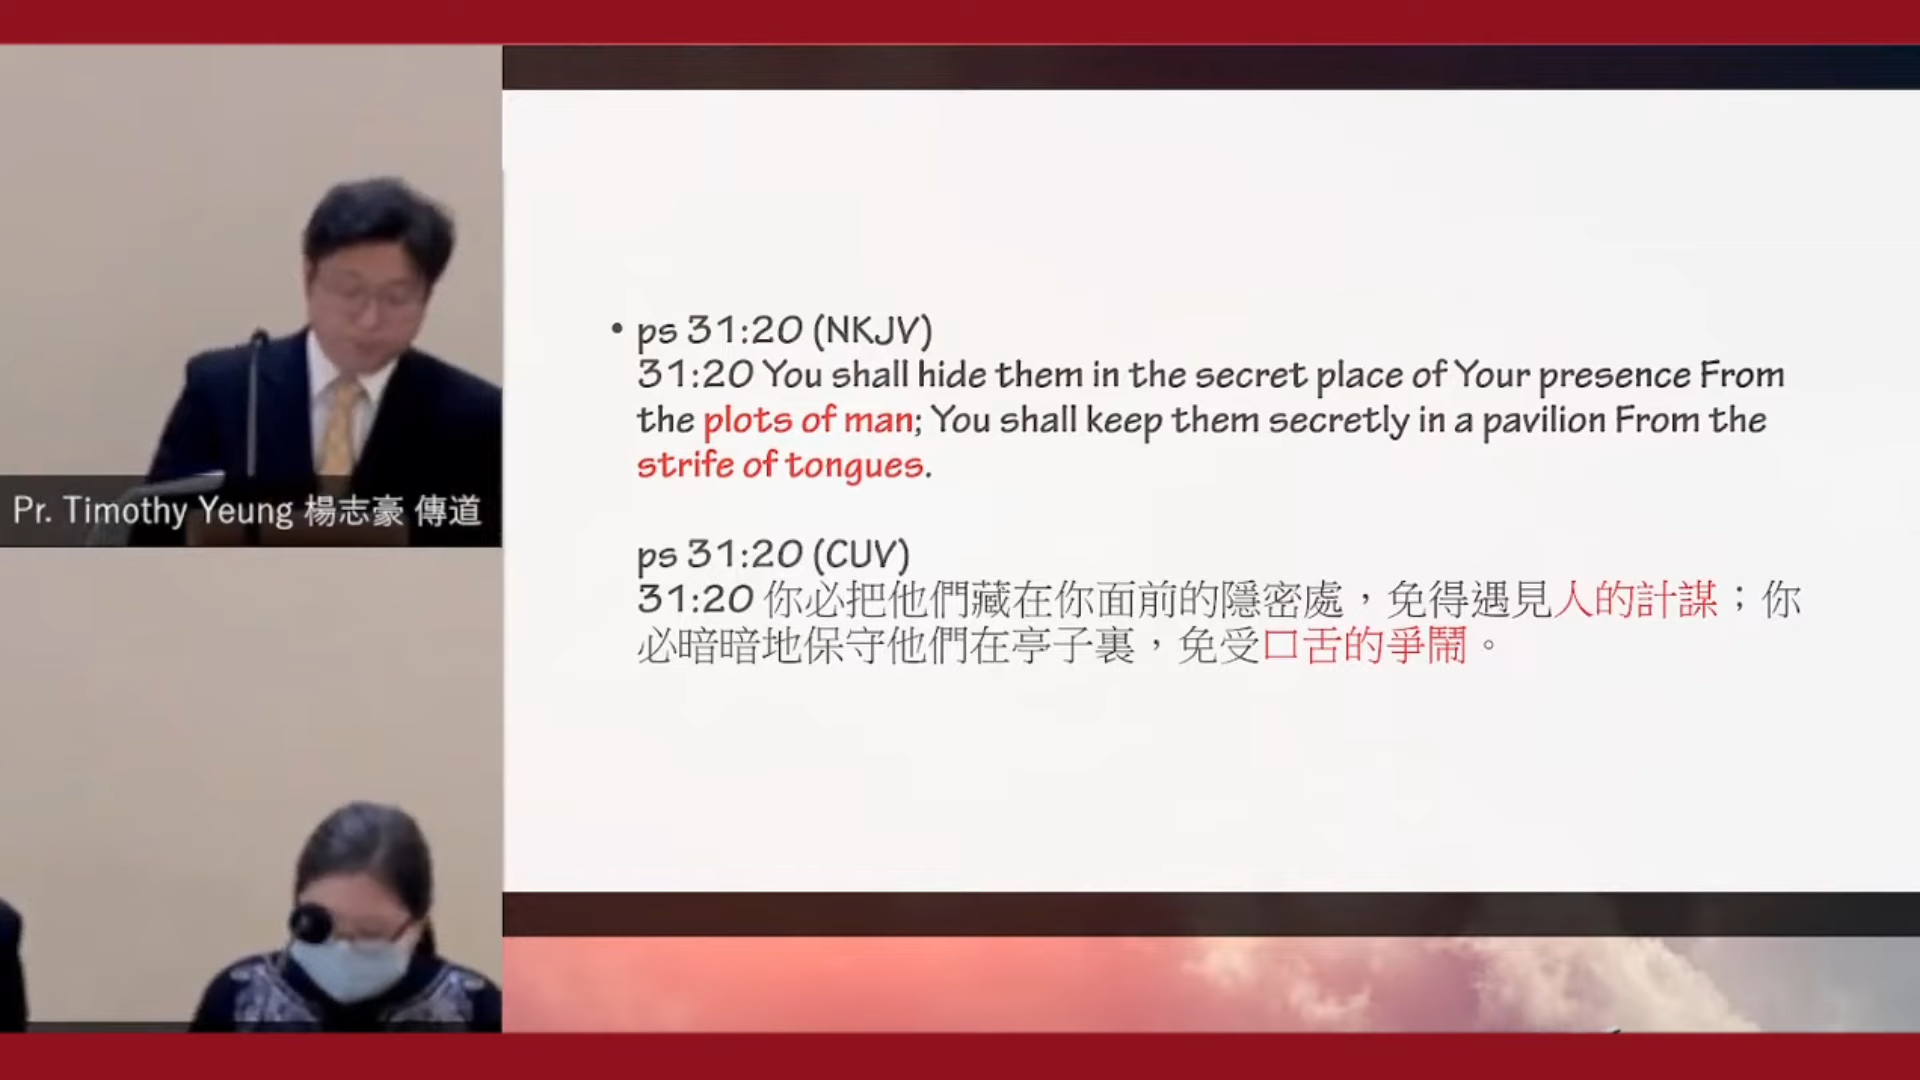 Pr. Timothy Yeung 楊志豪 傳道
• ps 31:20 (NKJV)
31:20 You shall hide them in the secret place of Your presence From
the plots of man; You shall keep them secretly in a pavilion From the
strife of tongues.
ps 31:20 (CUV)
31:20 你必把他們藏在你面前的隱密處，免得遇見人的計謀；你
必暗暗地保守他們在亭子裏，免受口舌的爭鬧。